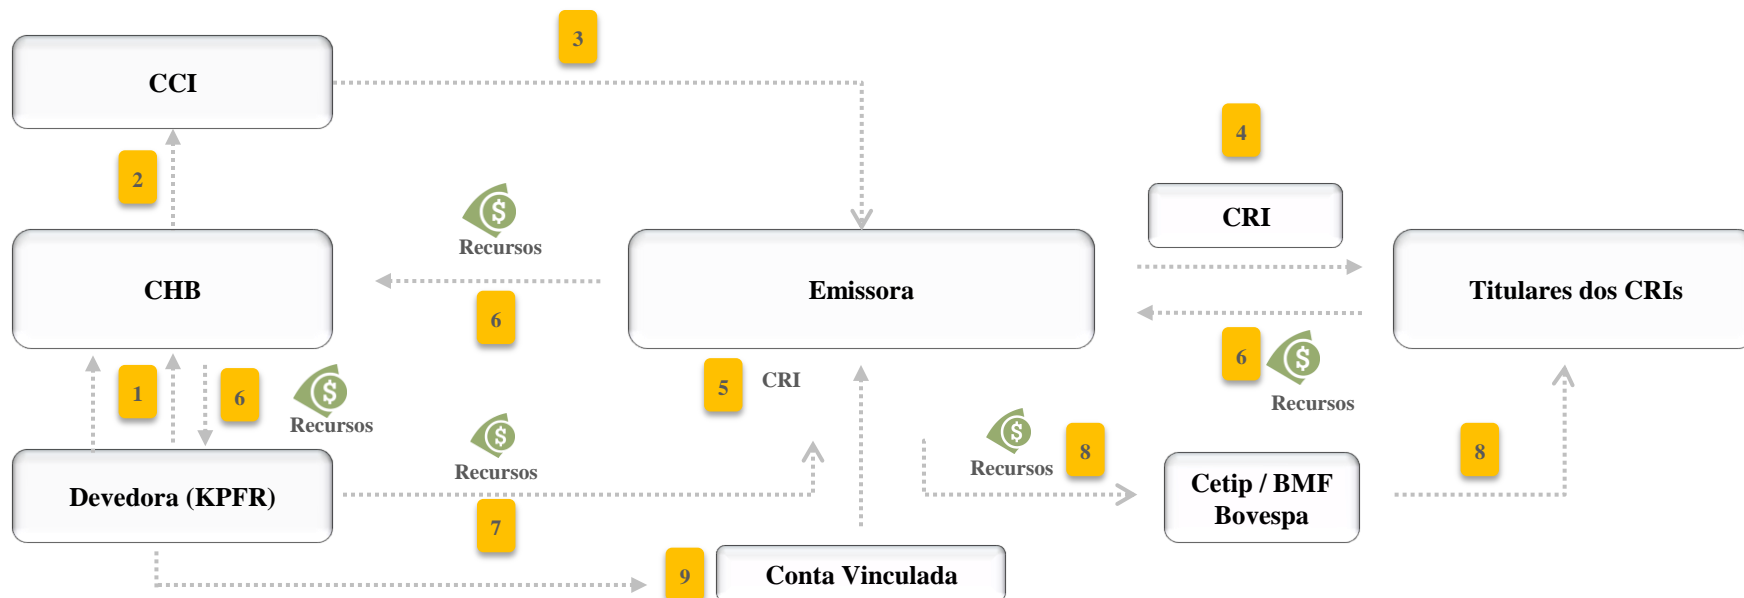 3
CCI
4
2
CRI
Recursos
CHB
Emissora
Titulares dos CRIs
6
6
1
6
5
CRI
Recursos
Recursos
Recursos
Recursos
8
8
Devedora (KPFR)
Cetip / BMF
Bovespa
7
9
Conta Vinculada